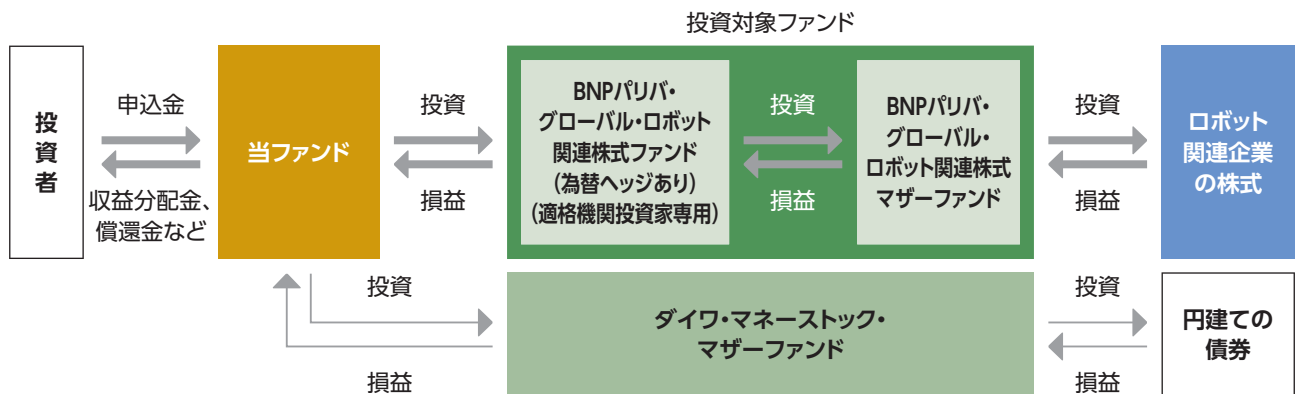 投資対象ファンド
投資者
申込金
収益分配金、
償還金など
当ファンド
投資
損益
BNPパリバ・
グローバル・ロボット
関連株式ファンド
(為替ヘッジあり)
(適格機関投資家専用)
投資
損益
BNPパリバ・
グローバル・
ロボット関連株式
マザーファンド
投資
損益
ロボット
関連企業
の株式
投資
損益
ダイワ・マネーストック・
マザーファンド
投資
損益
円建ての
債券